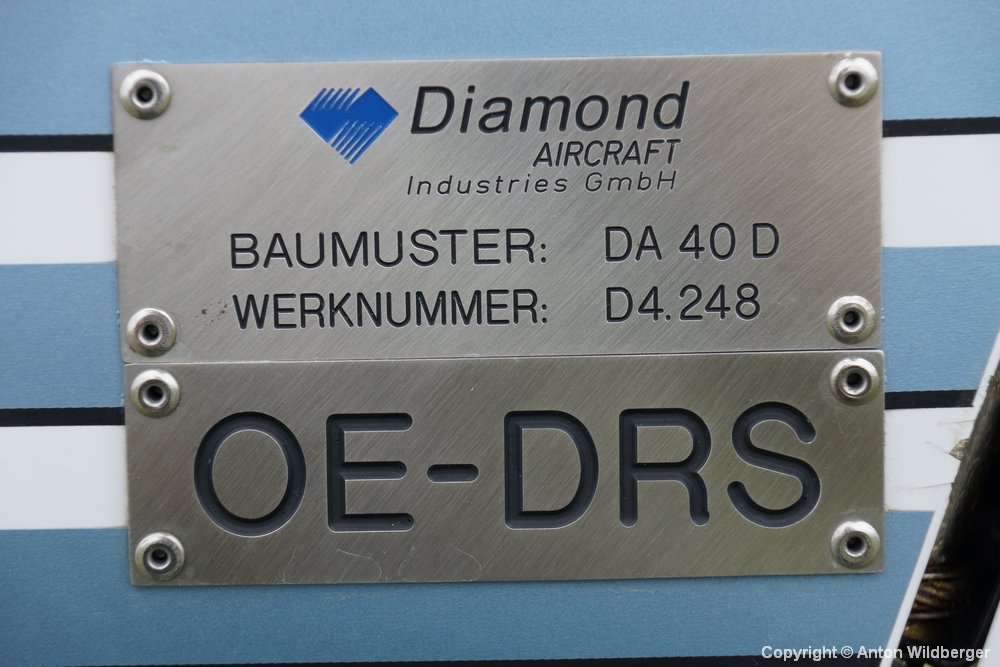 Diamond
AIRCRAFT
Industries GmbH
BAUMUSTER: DA 40 D
WERKNUMMER: D4.248
OE-DRS
Copyright © Anton Wildberger